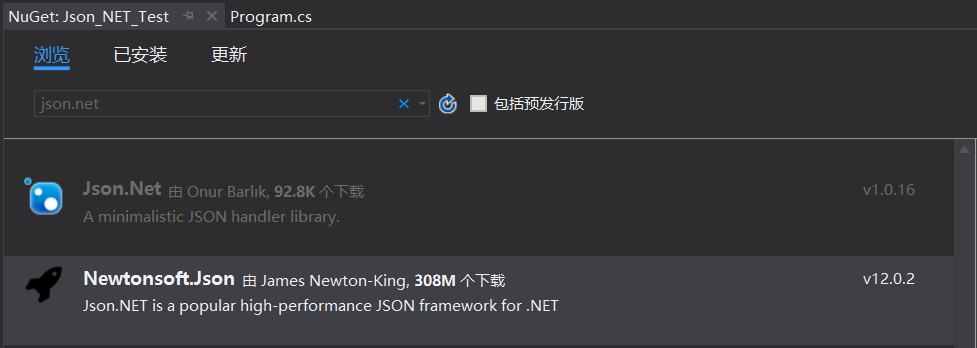 NuGet: Json_NET_Test Program.cs
浏览 已安装 更新
json.net 包括预发行版
Json.Net 由 Onur Barlık, 92.8K 个下载 v1.0.16
A minimalistic JSON handler library.
Newtonsoft.Json 由 James Newton-King, 308M 个下载 v12.0.2
Json.NET is a popular high-performance JSON framework for .NET